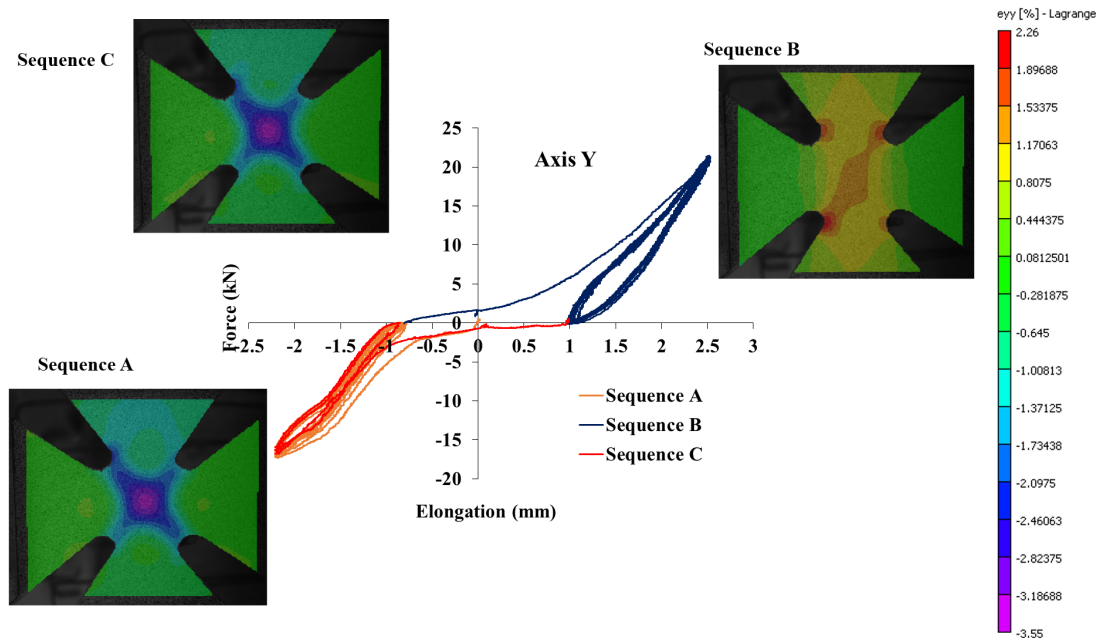 eyy [%] - Lagrange
2.26
1.89688
1.53375
1.17063
0.8075
0.444375
0.0812501
-0.281875
-0.645
-1.00813
-1.37125
-1.73438
-2.0975
-2.46063
-2.82375
-3.18688
-3.55
Sequence C
Sequence B
Axis Y
25
20
15
10
5
0
-5
-10
-15
-20
Force (kN)
-2.5 -2 -1.5 -1 -0.5 0 0.5 1 1.5 2 2.5 3
Sequence A
Sequence A
Sequence B
Sequence C
Elongation (mm)